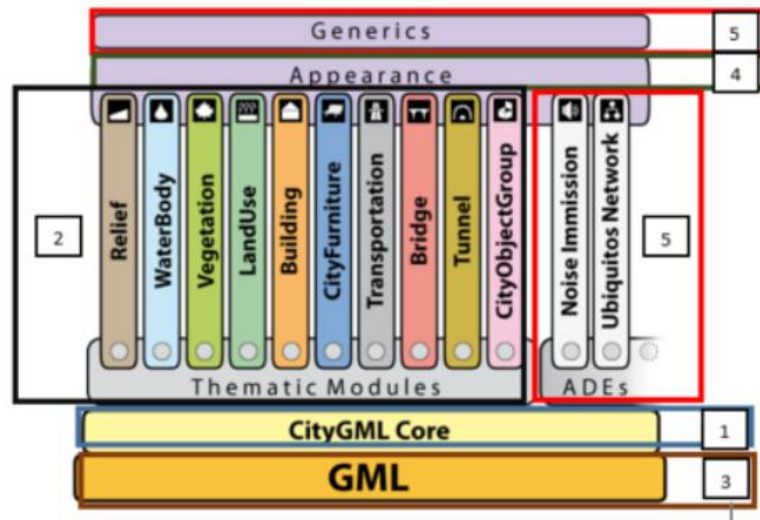 Generics
5
Appearance
4
2
Relief
WaterBody
Vegetation
LandUse
Building
CityFurniture
Transportation
Bridge
Tunnel
CityObjectGroup
Noise Immission
Ubiquitos Network
5
Thematic Modules
ADEs
CityGML Core
1
GML
3